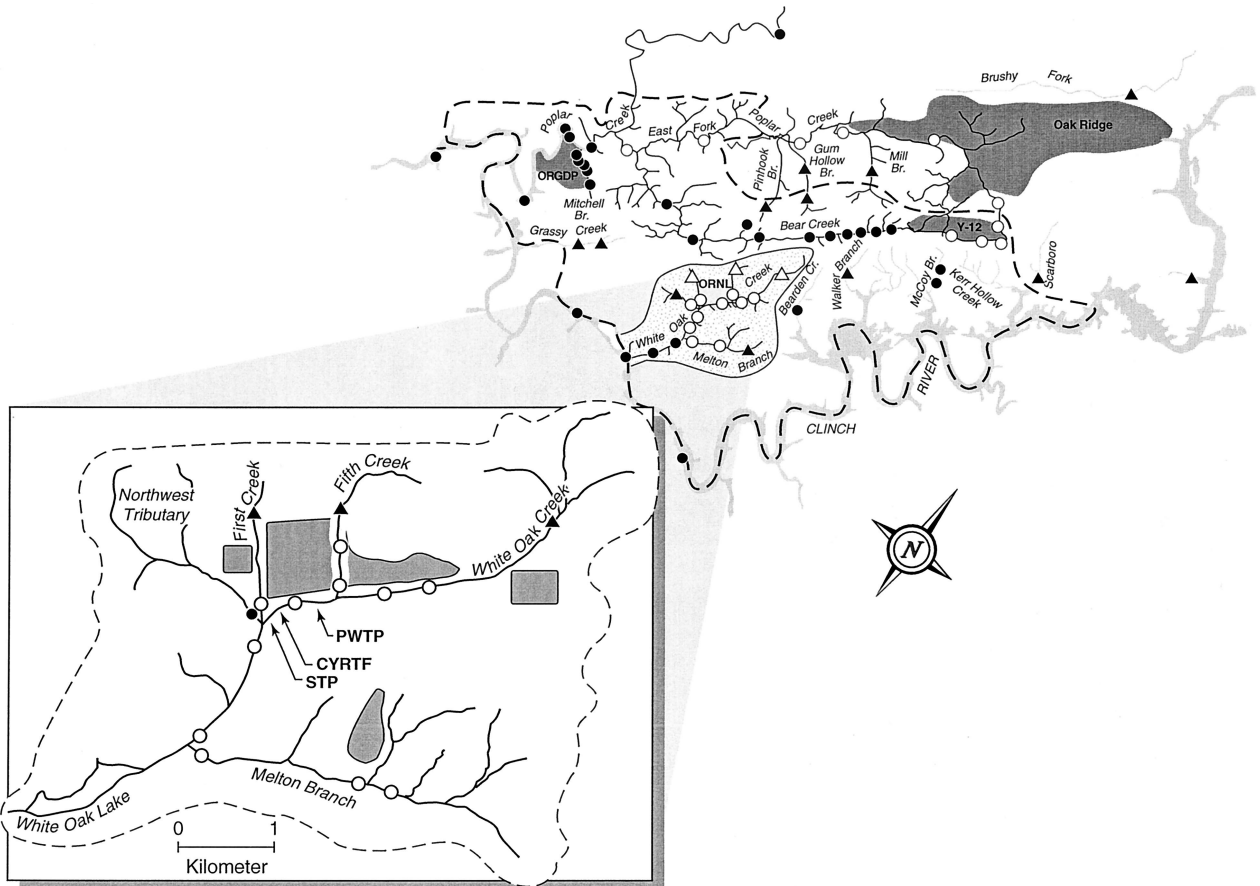 Brushy Fork
Oak Ridge
Poplar
Creek
East Fork Poplar Creek
ORGDP
Pinhook
Br.
Gum
Hollow
Br.
Mill
Br.
Mitchell
Br.
Grassy Creek
Bear Creek
Y-12
Scarboro
ORNL
Creek
White Oak
Bearden Cr.
Walker Branch
McCoy Br.
Kerr Hollow
Creek
Melton Branch
CLINCH
RIVER
Northwest
Tributary
First Creek
Fifth Creek
White Oak Creek
PWTP
CYRTF
STP
Melton Branch
White Oak Lake
0 1
Kilometer
N